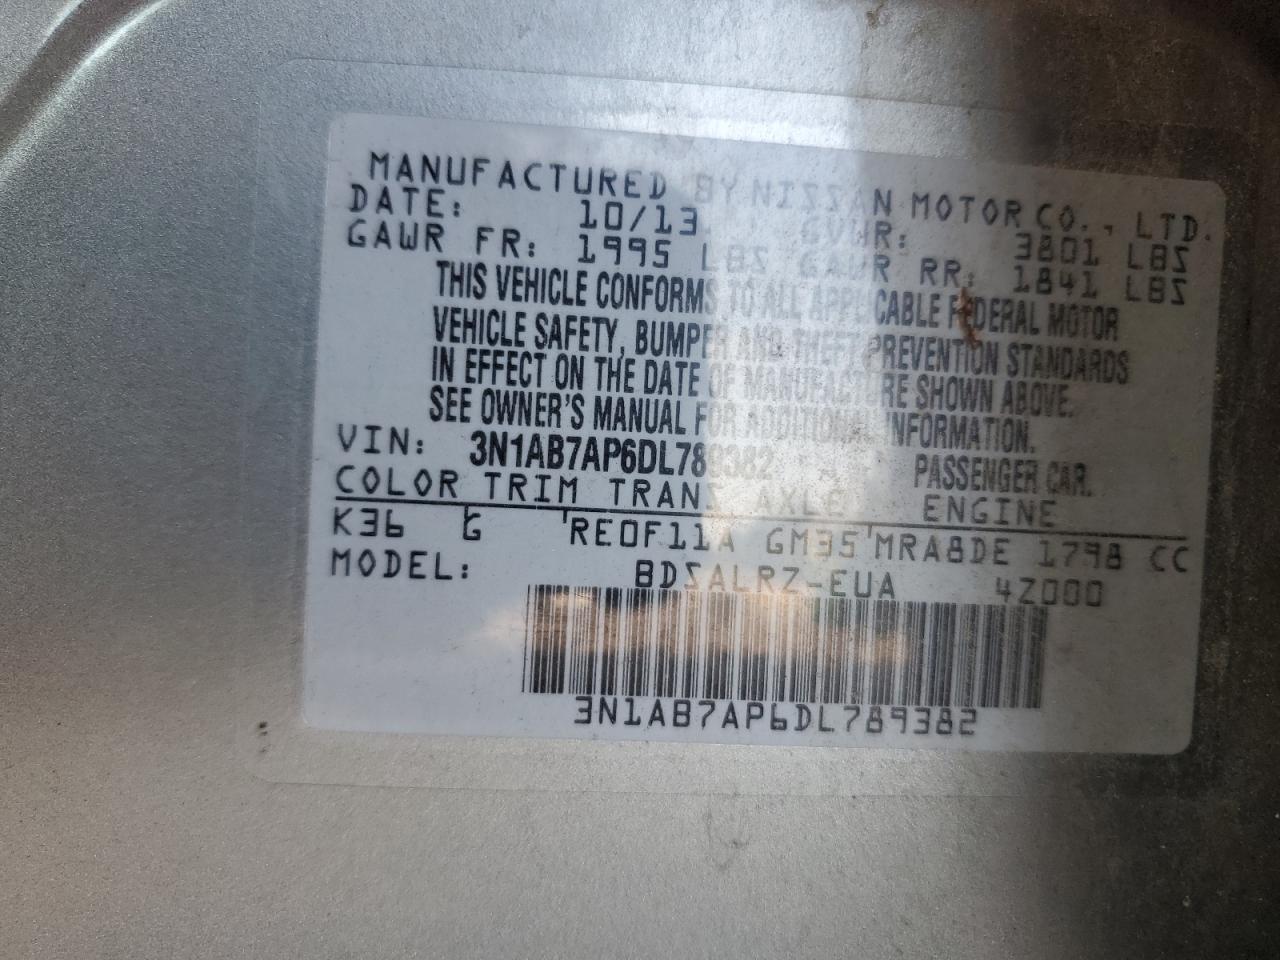 MANUFACTURED BY NISSAN MOTOR CO., LTD.
DATE: 10/13 GVWR: 3801 LBS
GAWR FR: 1995 LBS GAWR RR: 1841 LBS
THIS VEHICLE CONFORMS TO ALL APPLICABLE FEDERAL MOTOR
VEHICLE SAFETY, BUMPER AND THEFT PREVENTION STANDARDS
IN EFFECT ON THE DATE OF MANUFACTURE SHOWN ABOVE.
SEE OWNER'S MANUAL FOR ADDITIONAL INFORMATION.
VIN: 3N1AB7AP6DL789382 PASSENGER CAR.
COLOR TRIM TRANS AXLE ENGINE
K36 G RE0F11A GM35 MRA8DE 1798 CC
MODEL: BDSALRZ-EUA 4Z000
3N1AB7AP6DL789382